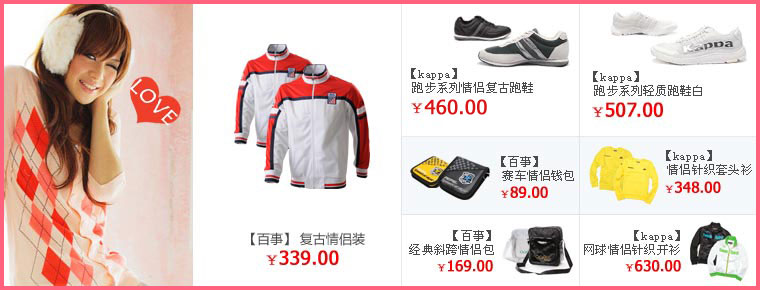 LOVE
【百事】 复古情侣装
¥339.00
【kappa】
跑步系列情侣复古跑鞋
¥460.00
kappa
【kappa】
跑步系列轻质跑鞋白
¥507.00
【百事】
赛车情侣钱包
¥89.00
【kappa】
情侣针织套头衫
¥348.00
【百事】
经典斜跨情侣包
¥169.00
【kappa】
网球情侣针织开衫
¥630.00